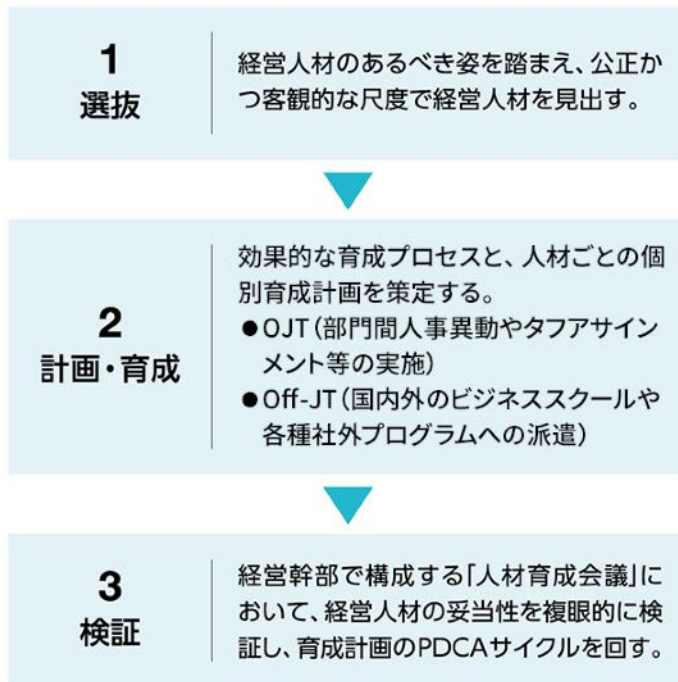 1
選抜
経営人材のあるべき姿を踏まえ、公正か
つ客観的な尺度で経営人材を見出す。
2
計画・育成
効果的な育成プロセスと、人材ごとの個
別育成計画を策定する。
●OJT(部門間人事異動やタフアサイン
メント等の実施)
●Off-JT(国内外のビジネススクールや
各種社外プログラムへの派遣)
3
検証
経営幹部で構成する「人材育成会議」に
おいて、経営人材の妥当性を複眼的に検
証し、育成計画のPDCAサイクルを回す。